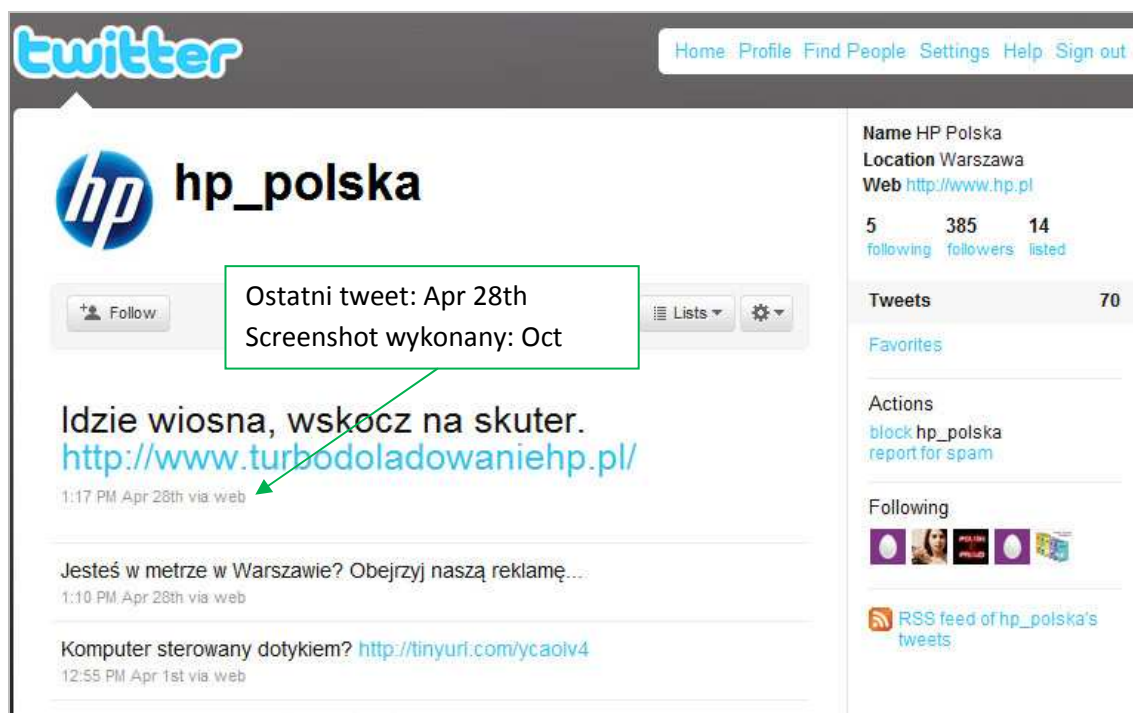 twitter
Home Profile Find People Settings Help Sign out
hp
hp_polska
Follow
Lists
Ostatni tweet: Apr 28th
Screenshot wykonany: Oct
Idzie wiosna, wskocz na skuter.
http://www.turbodoladowaniehp.pl/
1:17 PM Apr 28th via web
Jesteś w metrze w Warszawie? Obejrzyj naszą reklamę...
1:10 PM Apr 28th via web
Komputer sterowany dotykiem? http://tinyurl.com/ycaolv4
12:55 PM Apr 1st via web
Name HP Polska
Location Warszawa
Web http://www.hp.pl
5 385 14
following followers listed
Tweets 70
Favorites
Actions
block hp_polska
report for spam
Following
RSS feed of hp_polska's
tweets